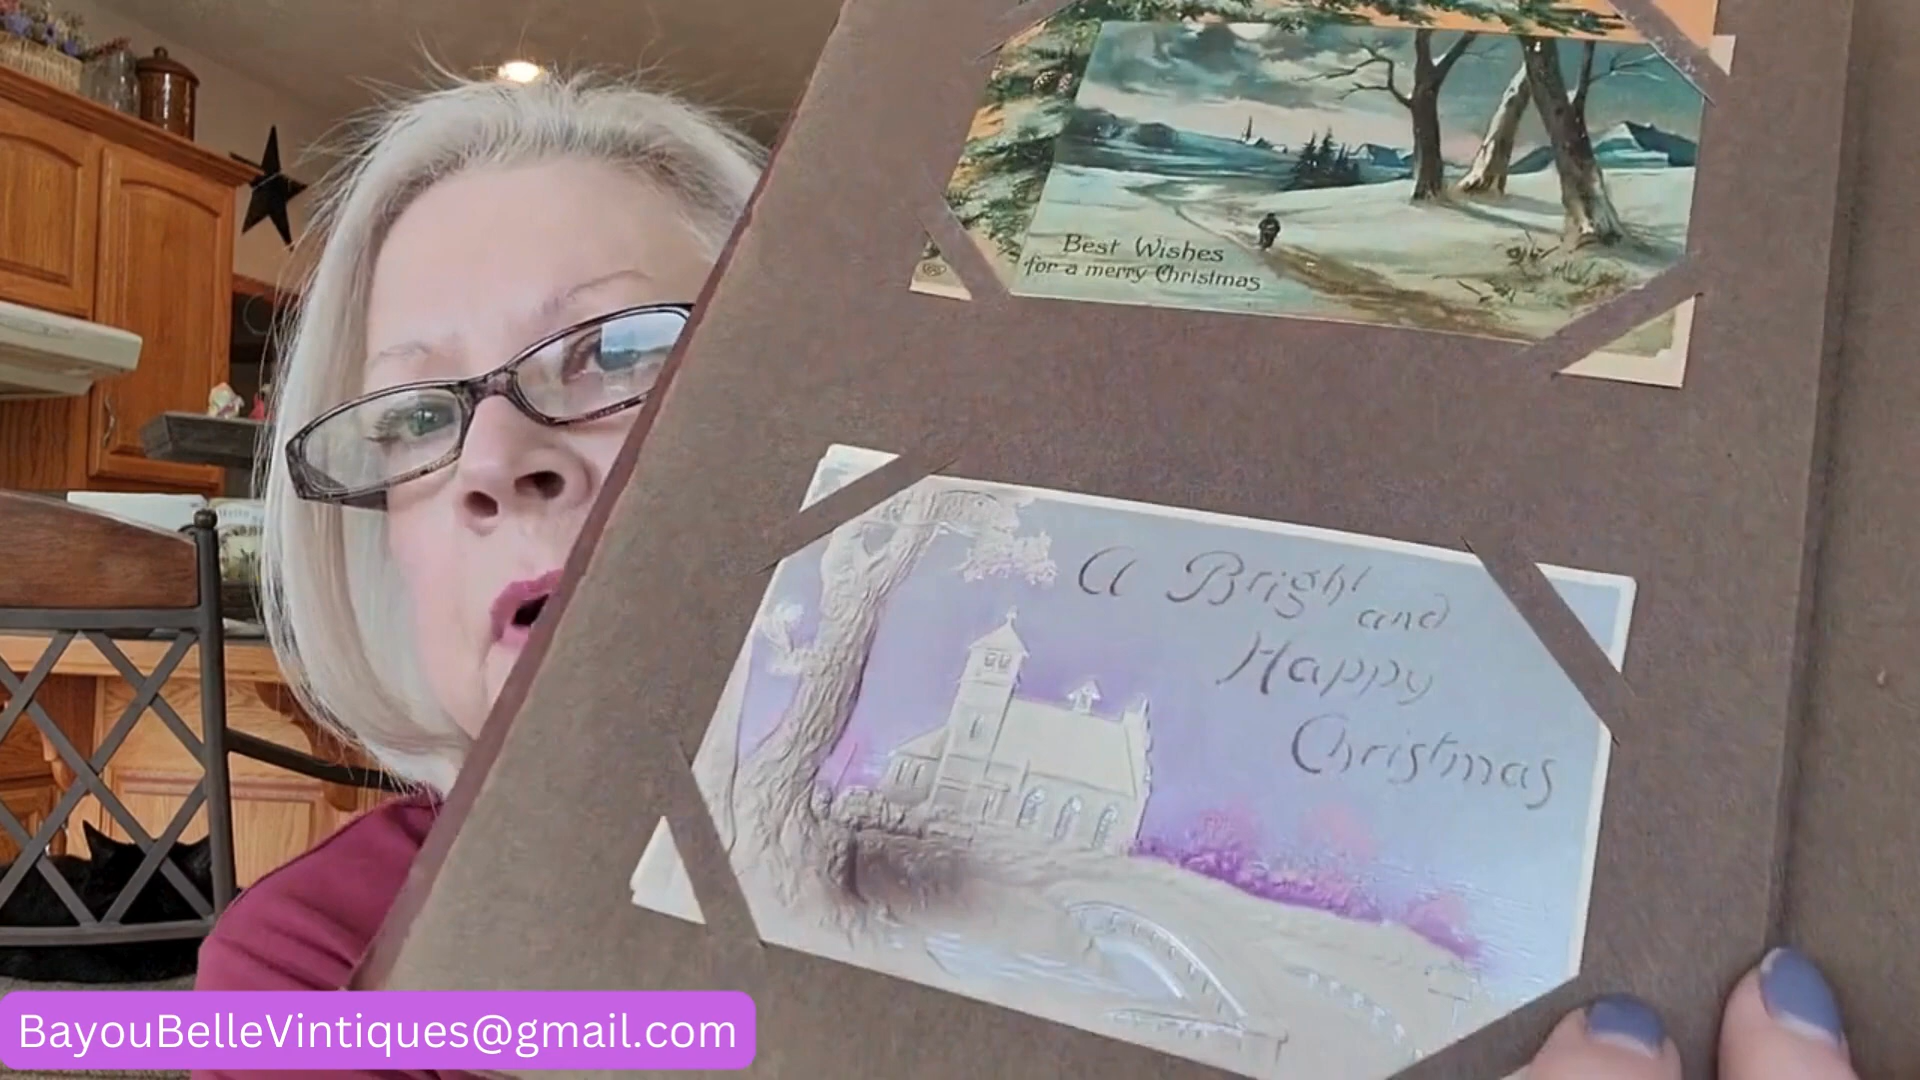 Best Wishes
for a merry Christmas
A Bright
and
Happy
Christmas
BayouBelleVintiques@gmail.com